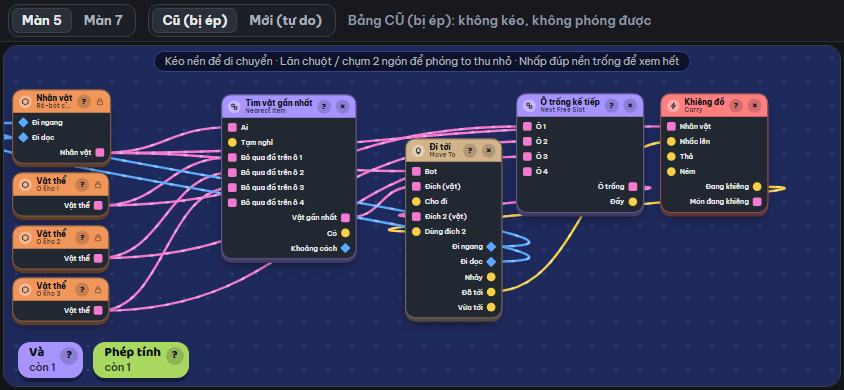 Màn 5
Màn 7
Cũ (bị ép)
Mới (tự do)
Bảng CŨ (bị ép): không kéo, không phóng được
Kéo nền để di chuyển · Lăn chuột / chụm 2 ngón để phóng to thu nhỏ · Nhấp đúp nền trống để xem hết
Nhân vật
Rô-bốt c...
?
Đi ngang
Đi dọc
Nhân vật
Vật thể
Ô kho 1
?
Vật thể
Vật thể
Ô kho 2
?
Vật thể
Vật thể
Ô kho 3
?
Vật thể
Tìm vật gần nhất
Nearest Item
?
×
Ai
Tạm nghỉ
Bỏ qua đồ trên ô 1
Bỏ qua đồ trên ô 2
Bỏ qua đồ trên ô 3
Bỏ qua đồ trên ô 4
Vật gần nhất
Có
Khoảng cách
Đi tới
Move To
?
×
Bot
Đích (vật)
Cho đi
Đích 2 (vật)
Dùng đích 2
Đi ngang
Đi dọc
Nhảy
Đã tới
Vừa tới
Ô trống kế tiếp
Next Free Slot
?
×
Ô 1
Ô 2
Ô 3
Ô 4
Ô trống
Đầy
Khiêng đồ
Carry
?
×
Nhân vật
Nhấc lên
Thả
Ném
Đang khiêng
Món đang khiêng
Và
còn 1
?
Phép tính
còn 1
?